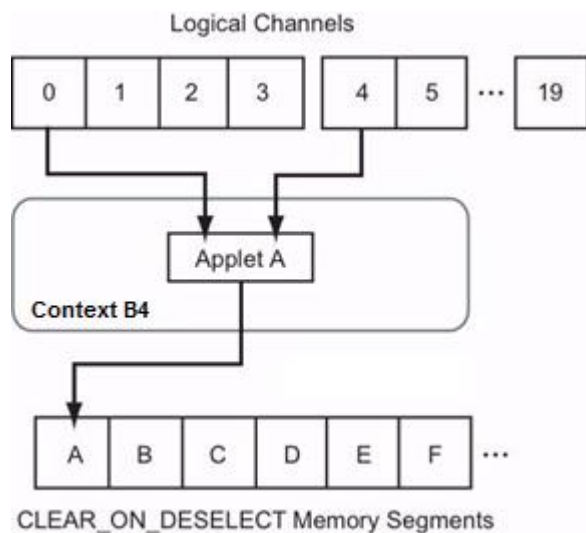 Logical Channels
0 1 2 3 4 5 ... 19
Applet A
Context B4
A B C D E F ...
CLEAR_ON_DESELECT Memory Segments